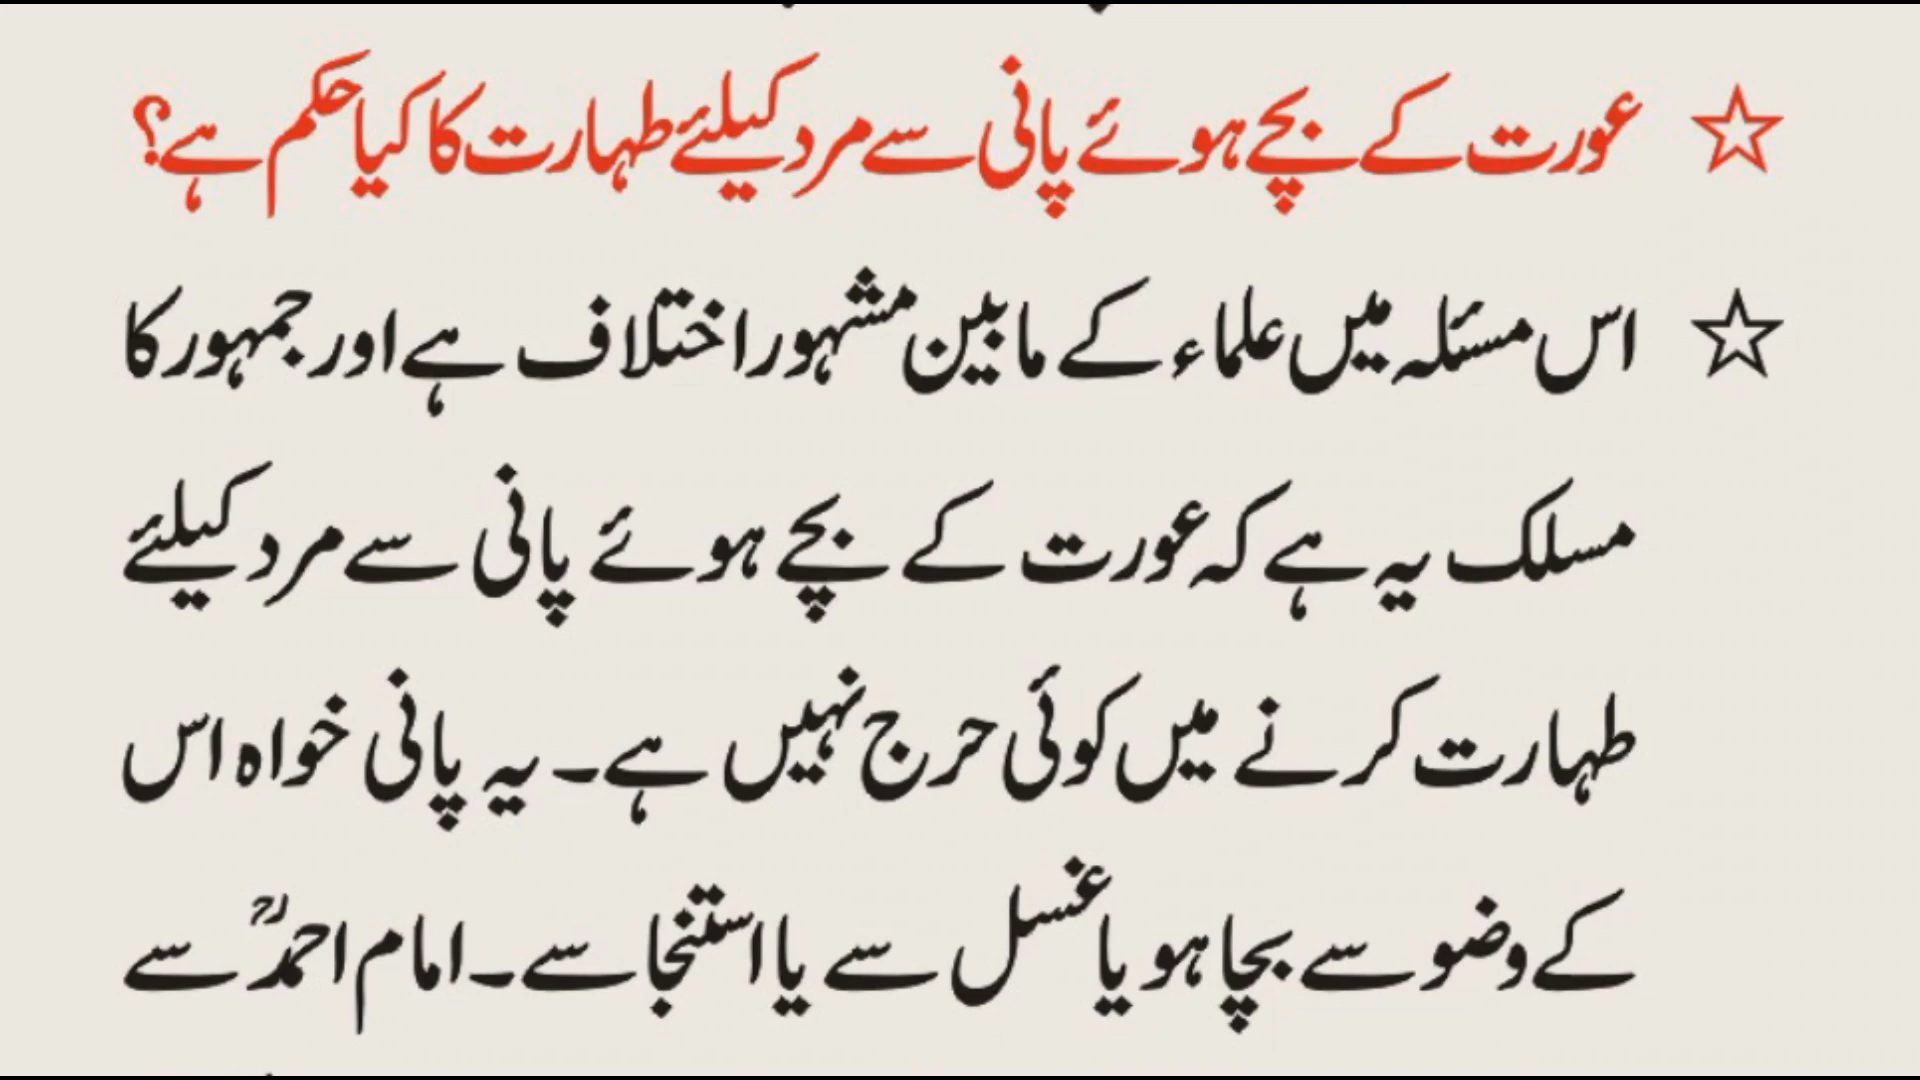 ☆ عورت کے بچے ہوئے پانی سے مرد کیلئے طہارت کا کیا حکم ہے؟
☆ اس مسئلہ میں علماء کے مابین مشہور اختلاف ہے اور جمہور کا
مسلک یہ ہے کہ عورت کے بچے ہوئے پانی سے مرد کیلئے
طہارت کرنے میں کوئی حرج نہیں ہے۔ یہ پانی خواہ اس
کے وضو سے بچا ہو یا غسل سے یا استنجا سے۔ امام احمدؒ سے